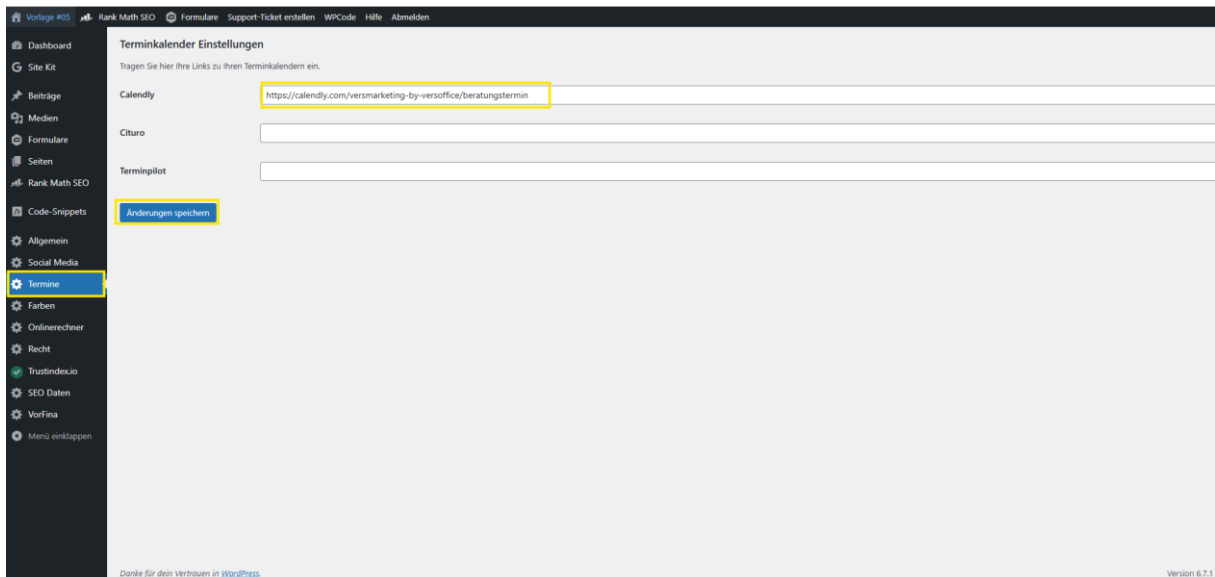 Vorlage #05 Rank Math SEO Formulare Support-Ticket erstellen WPCode Hilfe Abmelden
Dashboard
Site Kit
Beiträge
Medien
Formulare
Seiten
Rank Math SEO
Code-Snippets
Allgemein
Social Media
Termine
Farben
Onlinerechner
Recht
Trustindex.io
SEO Daten
VorFina
Menü einklappen
Terminkalender Einstellungen
Tragen Sie hier Ihre Links zu Ihren Terminkalendern ein.
Calendly https://calendly.com/versmarketing-by-versoffice/beratungstermin
Cituro
Terminpilot
Änderungen speichern
Danke für dein Vertrauen in WordPress. Version 6.7.1